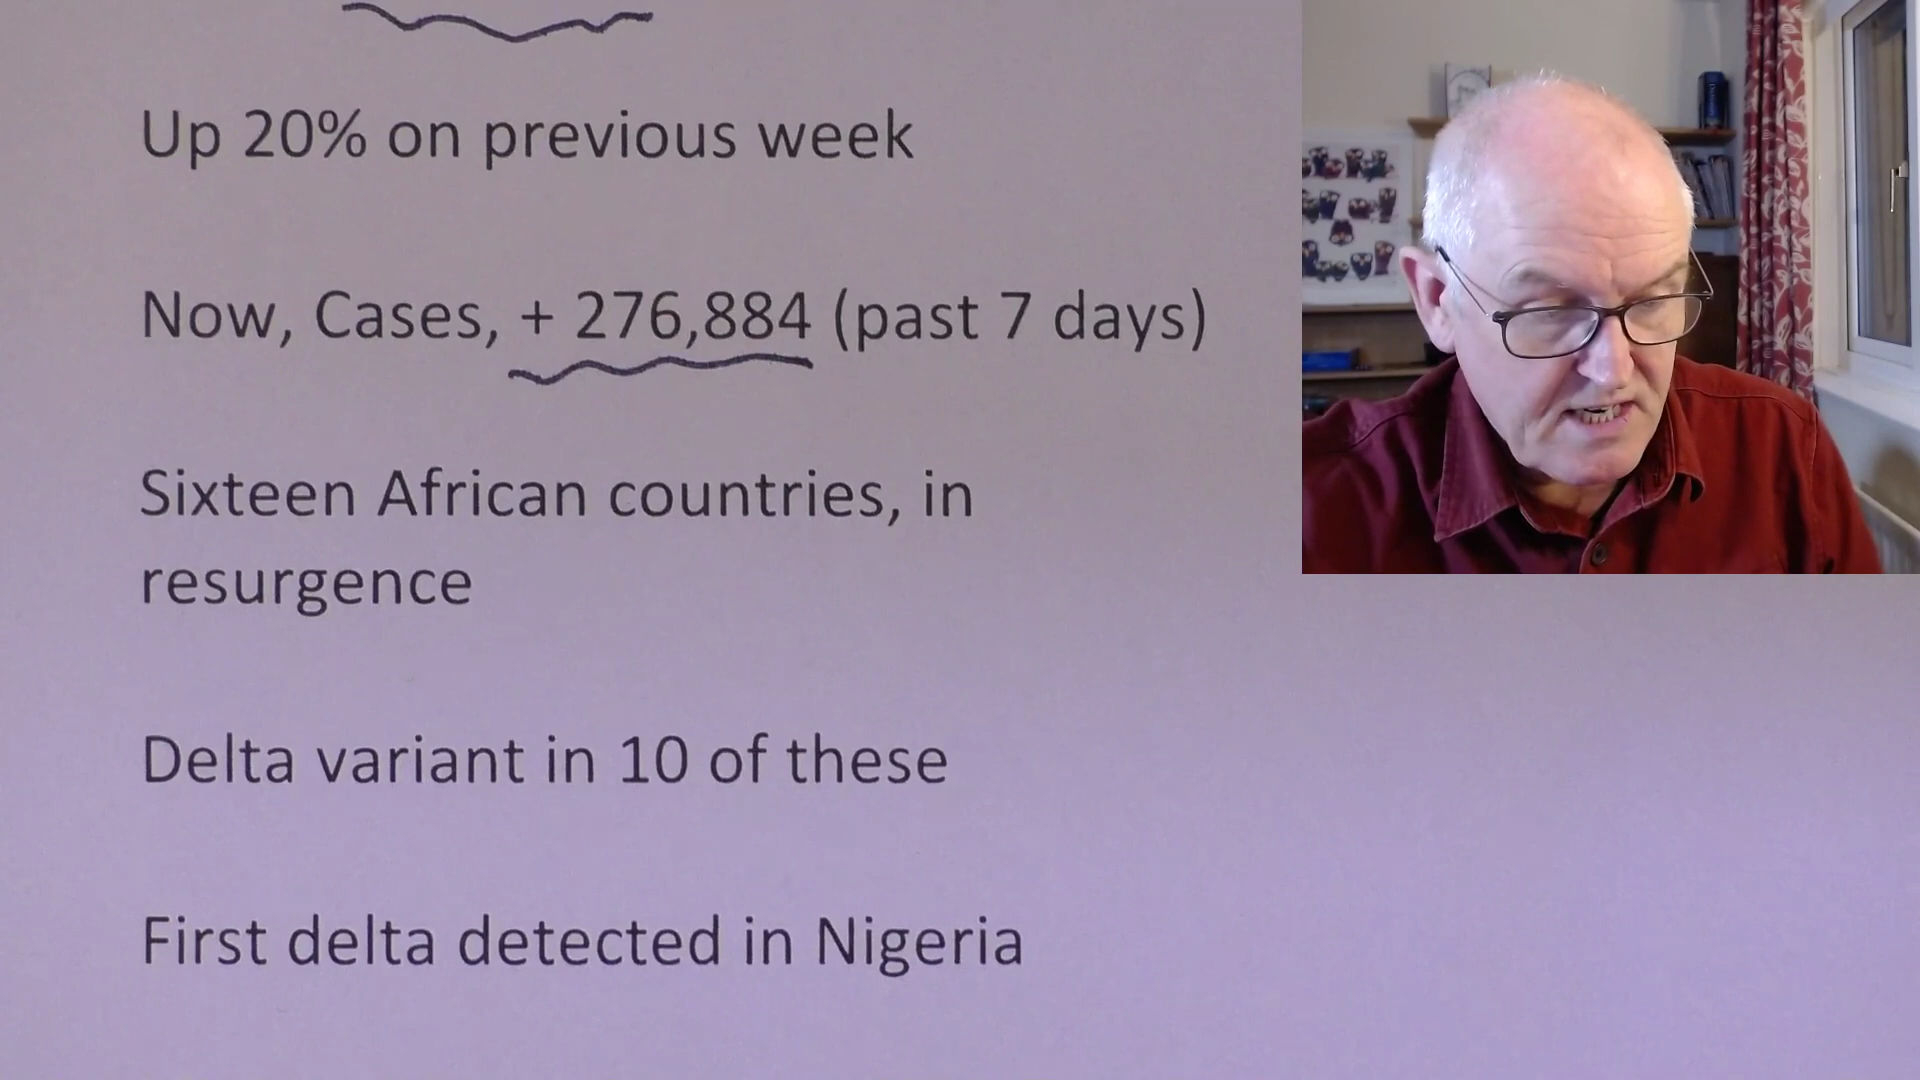 Up 20% on previous week
Now, Cases, + 276,884 (past 7 days)
Sixteen African countries, in
resurgence
Delta variant in 10 of these
First delta detected in Nigeria